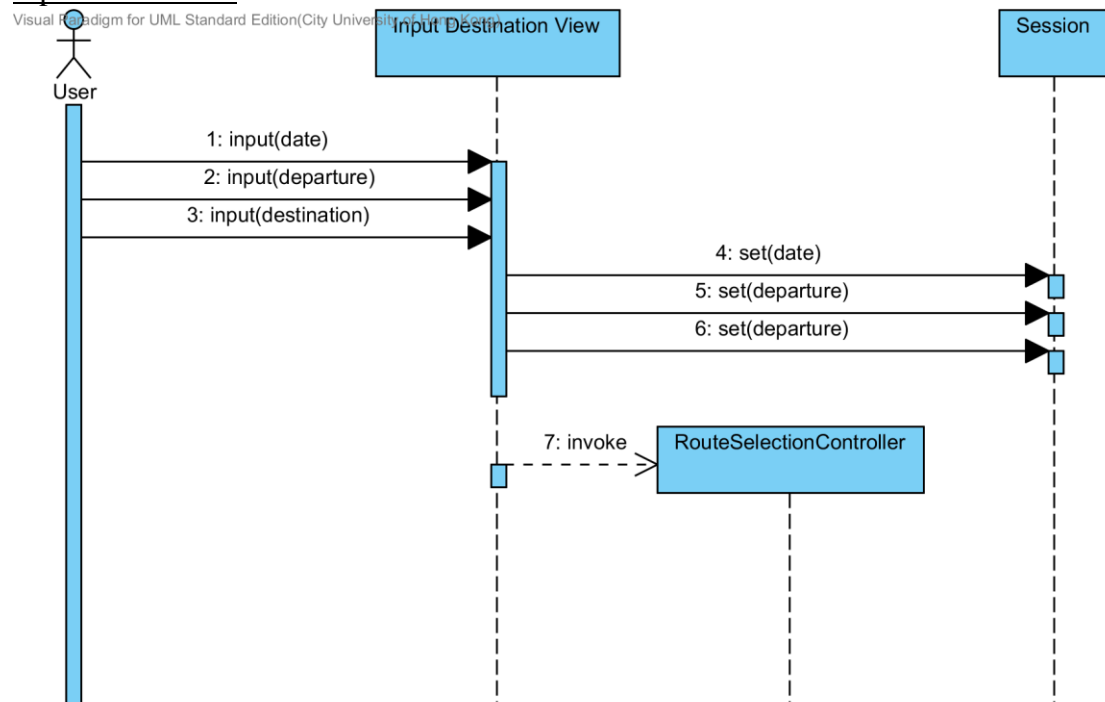 Visual Paradigm for UML Standard Edition(City University of Hong Kong)
Input Destination View
Session
User
1: input(date)
2: input(departure)
3: input(destination)
4: set(date)
5: set(departure)
6: set(departure)
7: invoke
RouteSelectionController